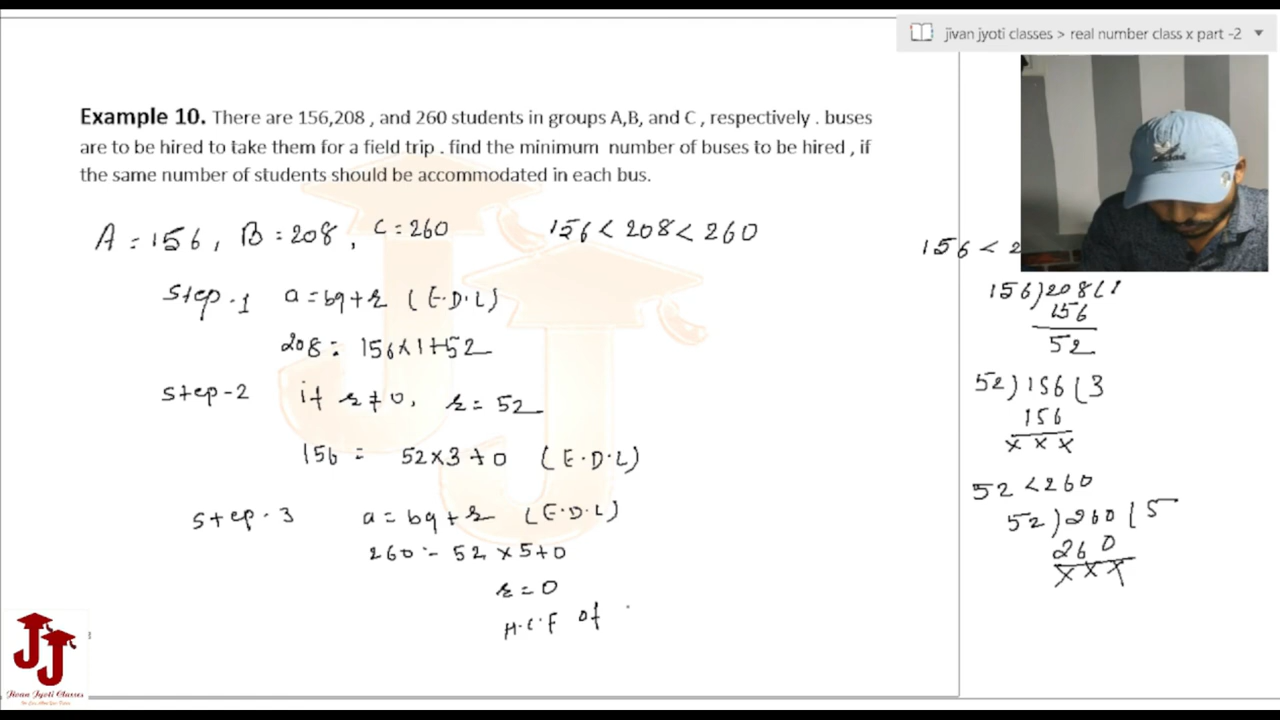 jivan jyoti classes > real number class x part -2
Example 10. There are 156,208 , and 260 students in groups A,B, and C , respectively . buses
are to be hired to take them for a field trip . find the minimum number of buses to be hired , if
the same number of students should be accommodated in each bus.
A = 156, B = 208, C = 260 156 < 208 < 260
Step-1 a = bq + r (E.D.L)
208 = 156 × 1 + 52
Step-2 if r ≠ 0, r = 52
156 = 52 × 3 + 0 (E.D.L)
Step-3 a = bq + r (E.D.L)
260 = 52 × 5 + 0
r = 0
H.C.F of
156 < 2
156 ) 208 ( 1
156
52
52 ) 156 ( 3
156
× × ×
52 < 260
52 ) 260 ( 5
260
× × ×
JJ
Jivan Jyoti Classes